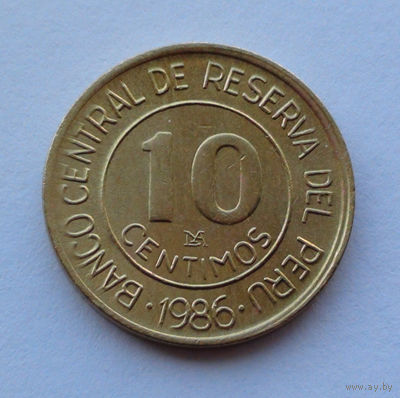 BANCO CENTRAL DE RESERVA DEL PERU
10
CENTIMOS
· 1986 ·
www.ay.by